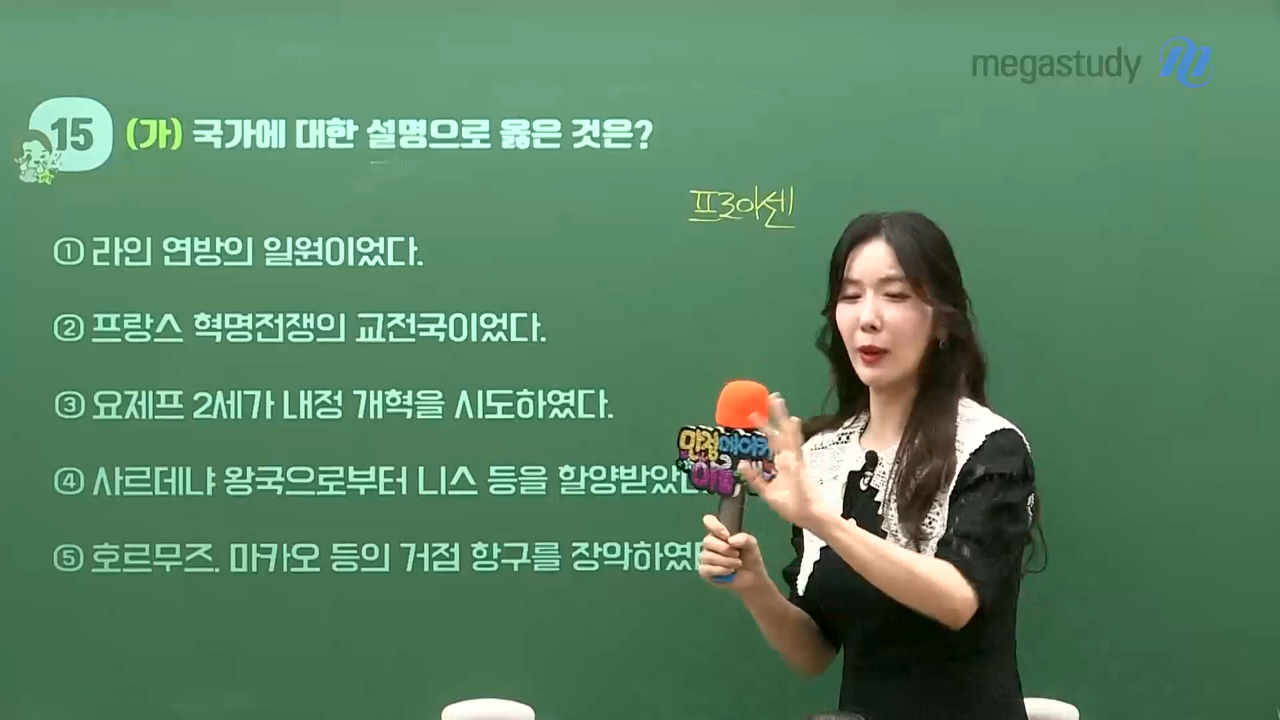 megastudy
15 (가) 국가에 대한 설명으로 옳은 것은?
프로이센
① 라인 연방의 일원이었다.
② 프랑스 혁명전쟁의 교전국이었다.
③ 요제프 2세가 내정 개혁을 시도하였다.
④ 사르데냐 왕국으로부터 니스 등을 할양받았
⑤ 호르무즈, 마카오 등의 거점 항구를 장악하였